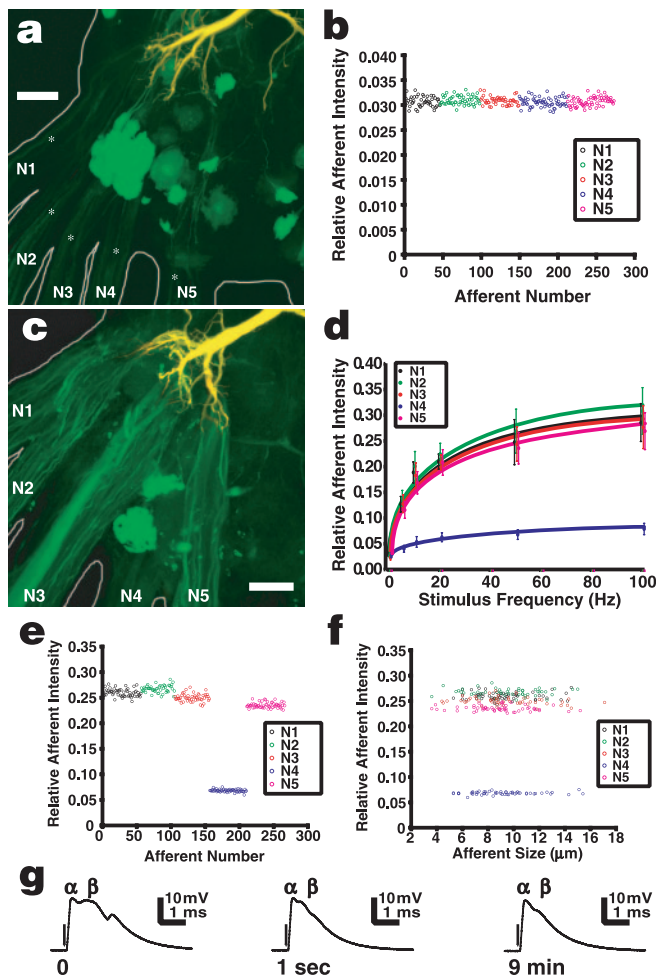 a
N1
N2
N3
N4
N5
b
Relative Afferent Intensity
0.040
0.035
0.030
0.025
0.020
0.015
0.010
0.005
0.000
0
50
100
150
200
250
300
Afferent Number
N1
N2
N3
N4
N5
c
N1
N2
N3
N4
N5
d
Relative Afferent Intensity
0.40
0.35
0.30
0.25
0.20
0.15
0.10
0.05
0.00
0
20
40
60
80
100
Stimulus Frequency (Hz)
N1
N2
N3
N4
N5
e
Relative Afferent Intensity
0.35
0.30
0.25
0.20
0.15
0.10
0.05
0
0
50
100
150
200
250
300
Afferent Number
N1
N2
N3
N4
N5
f
Relative Afferent Intensity
0.35
0.30
0.25
0.20
0.15
0.10
0.05
0
2
4
6
8
10
12
14
16
18
Afferent Size (μm)
N1
N2
N3
N4
N5
g
α β
10mV
1 ms
0
α β
10mV
1 ms
1 sec
α β
10mV
1 ms
9 min